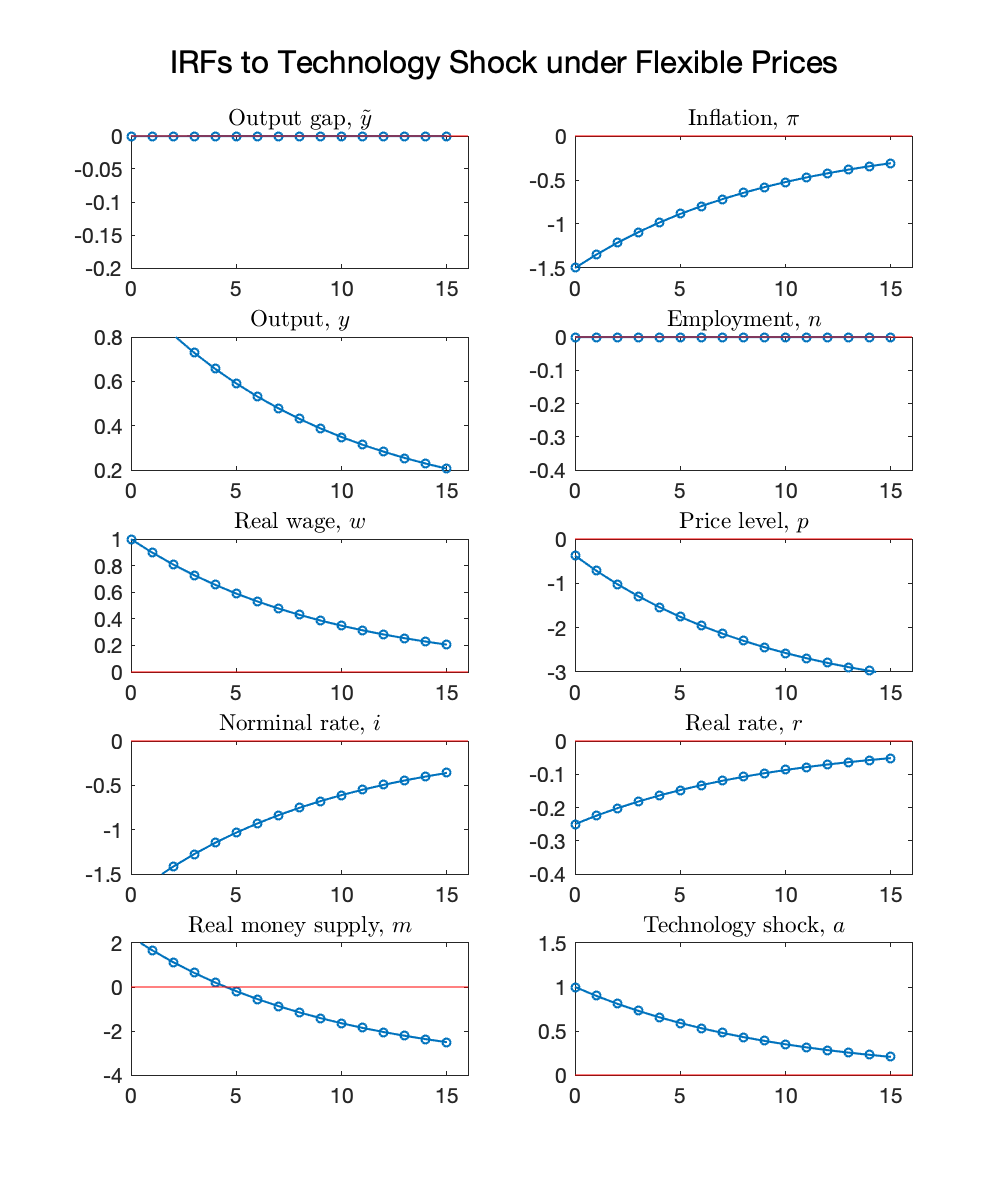 IRFs to Technology Shock under Flexible Prices
Output gap, ỹ
0
-0.05
-0.1
-0.15
-0.2
0 5 10 15
Inflation, π
0
-0.5
-1
-1.5
0 5 10 15
Output, y
0.8
0.6
0.4
0.2
0 5 10 15
Employment, n
0
-0.1
-0.2
-0.3
-0.4
0 5 10 15
Real wage, w
1
0.8
0.6
0.4
0.2
0
0 5 10 15
Price level, p
0
-1
-2
-3
0 5 10 15
Norminal rate, i
0
-0.5
-1
-1.5
0 5 10 15
Real rate, r
0
-0.1
-0.2
-0.3
-0.4
0 5 10 15
Real money supply, m
2
0
-2
-4
0 5 10 15
Technology shock, a
1.5
1
0.5
0
0 5 10 15